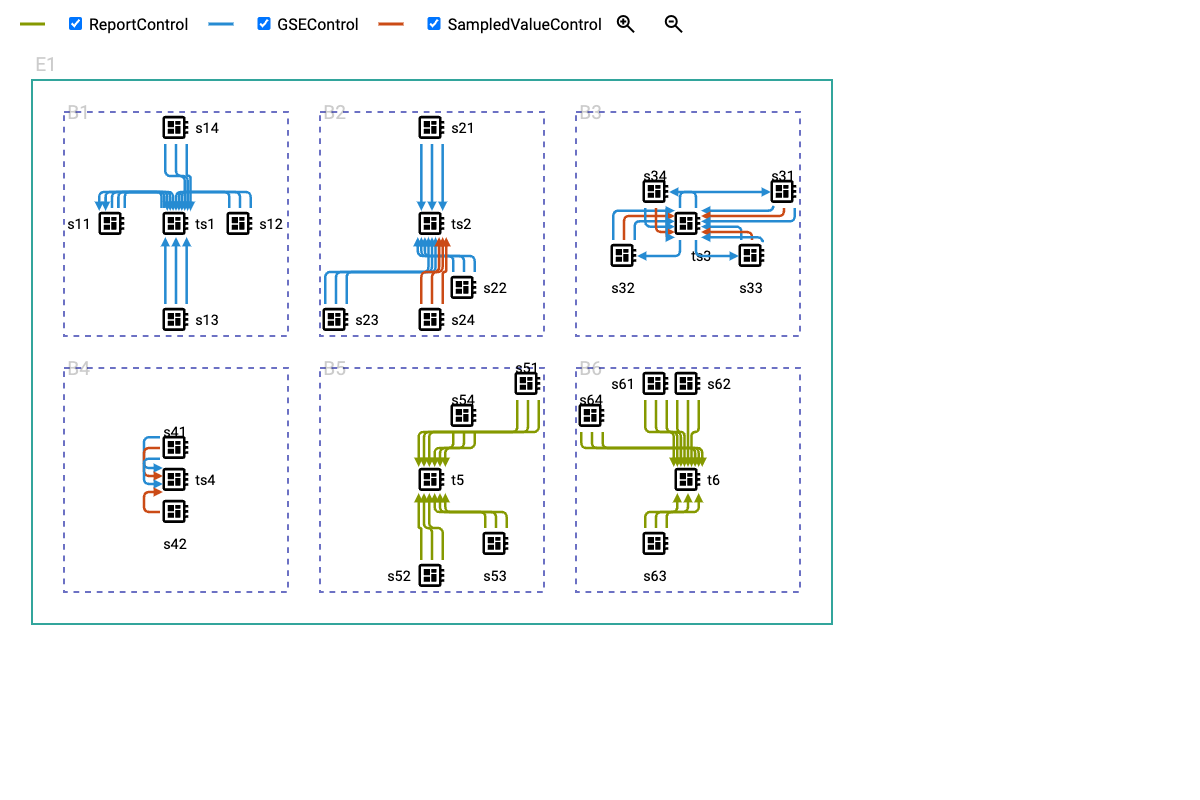 ReportControl GSEControl SampledValueControl
E1
B1 B2 B3
s14 s21
s34 s31
s11 ts1 s12 ts2
ts3
s32 s33
s22
s13 s23 s24
B4 B5 B6
s51
s61 s62
s54 s64
s41
ts4 t5 t6
s42
s52 s53 s63